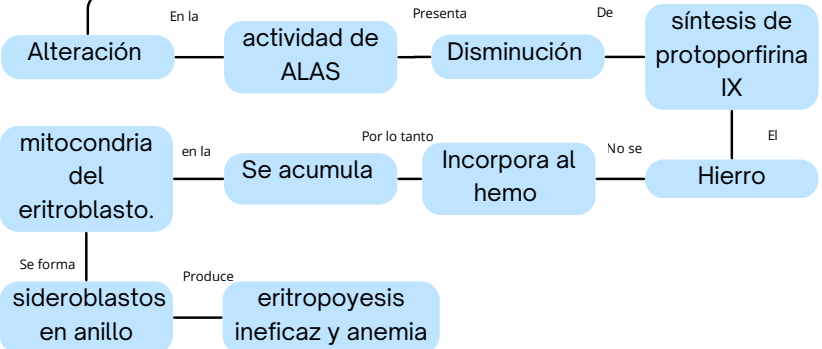 Alteración
En la
actividad de
ALAS
Presenta
Disminución
De
síntesis de
protoporfirina
IX
El
Hierro
No se
Incorpora al
hemo
Por lo tanto
Se acumula
en la
mitocondria
del
eritroblasto.
Se forma
sideroblastos
en anillo
Produce
eritropoyesis
ineficaz y anemia